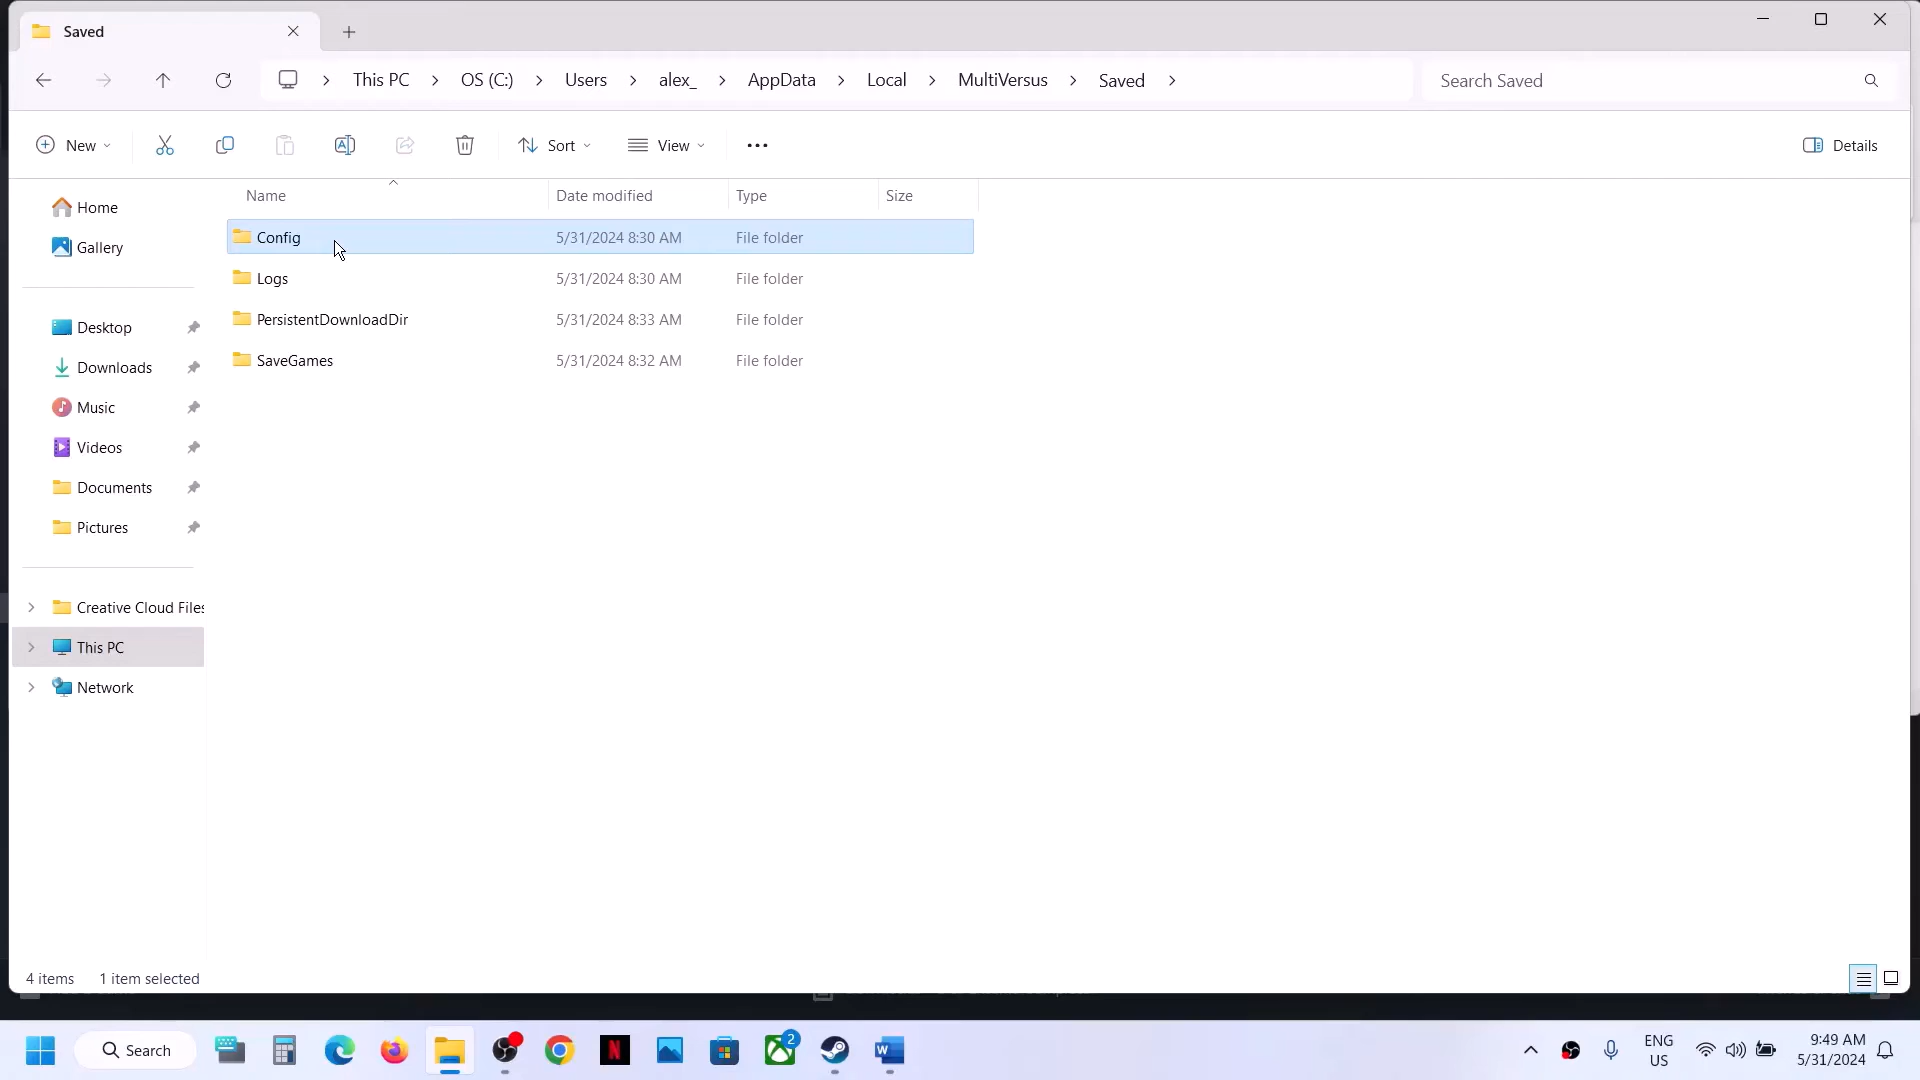 Saved
This PC
OS (C:)
Users
alex_
AppData
Local
MultiVersus
Saved
Search Saved
New
Sort
View
Details
Name
Date modified
Type
Size
Config 5/31/2024 8:30 AM File folder
Logs 5/31/2024 8:30 AM File folder
PersistentDownloadDir 5/31/2024 8:33 AM File folder
SaveGames 5/31/2024 8:32 AM File folder
Home
Gallery
Desktop
Downloads
Music
Videos
Documents
Pictures
Creative Cloud Files
This PC
Network
4 items 1 item selected
Search
2
ENG
US
9:49 AM
5/31/2024